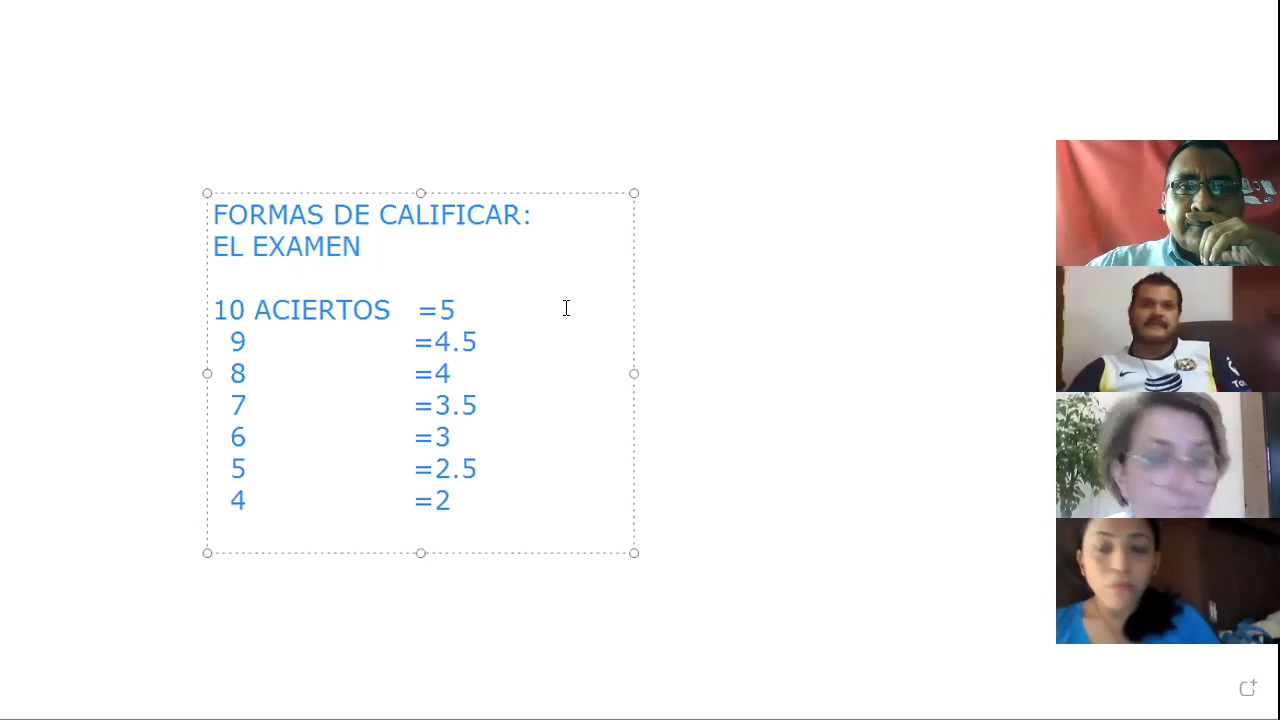 FORMAS DE CALIFICAR:
EL EXAMEN
10 ACIERTOS =5
9 =4.5
8 =4
7 =3.5
6 =3
5 =2.5
4 =2